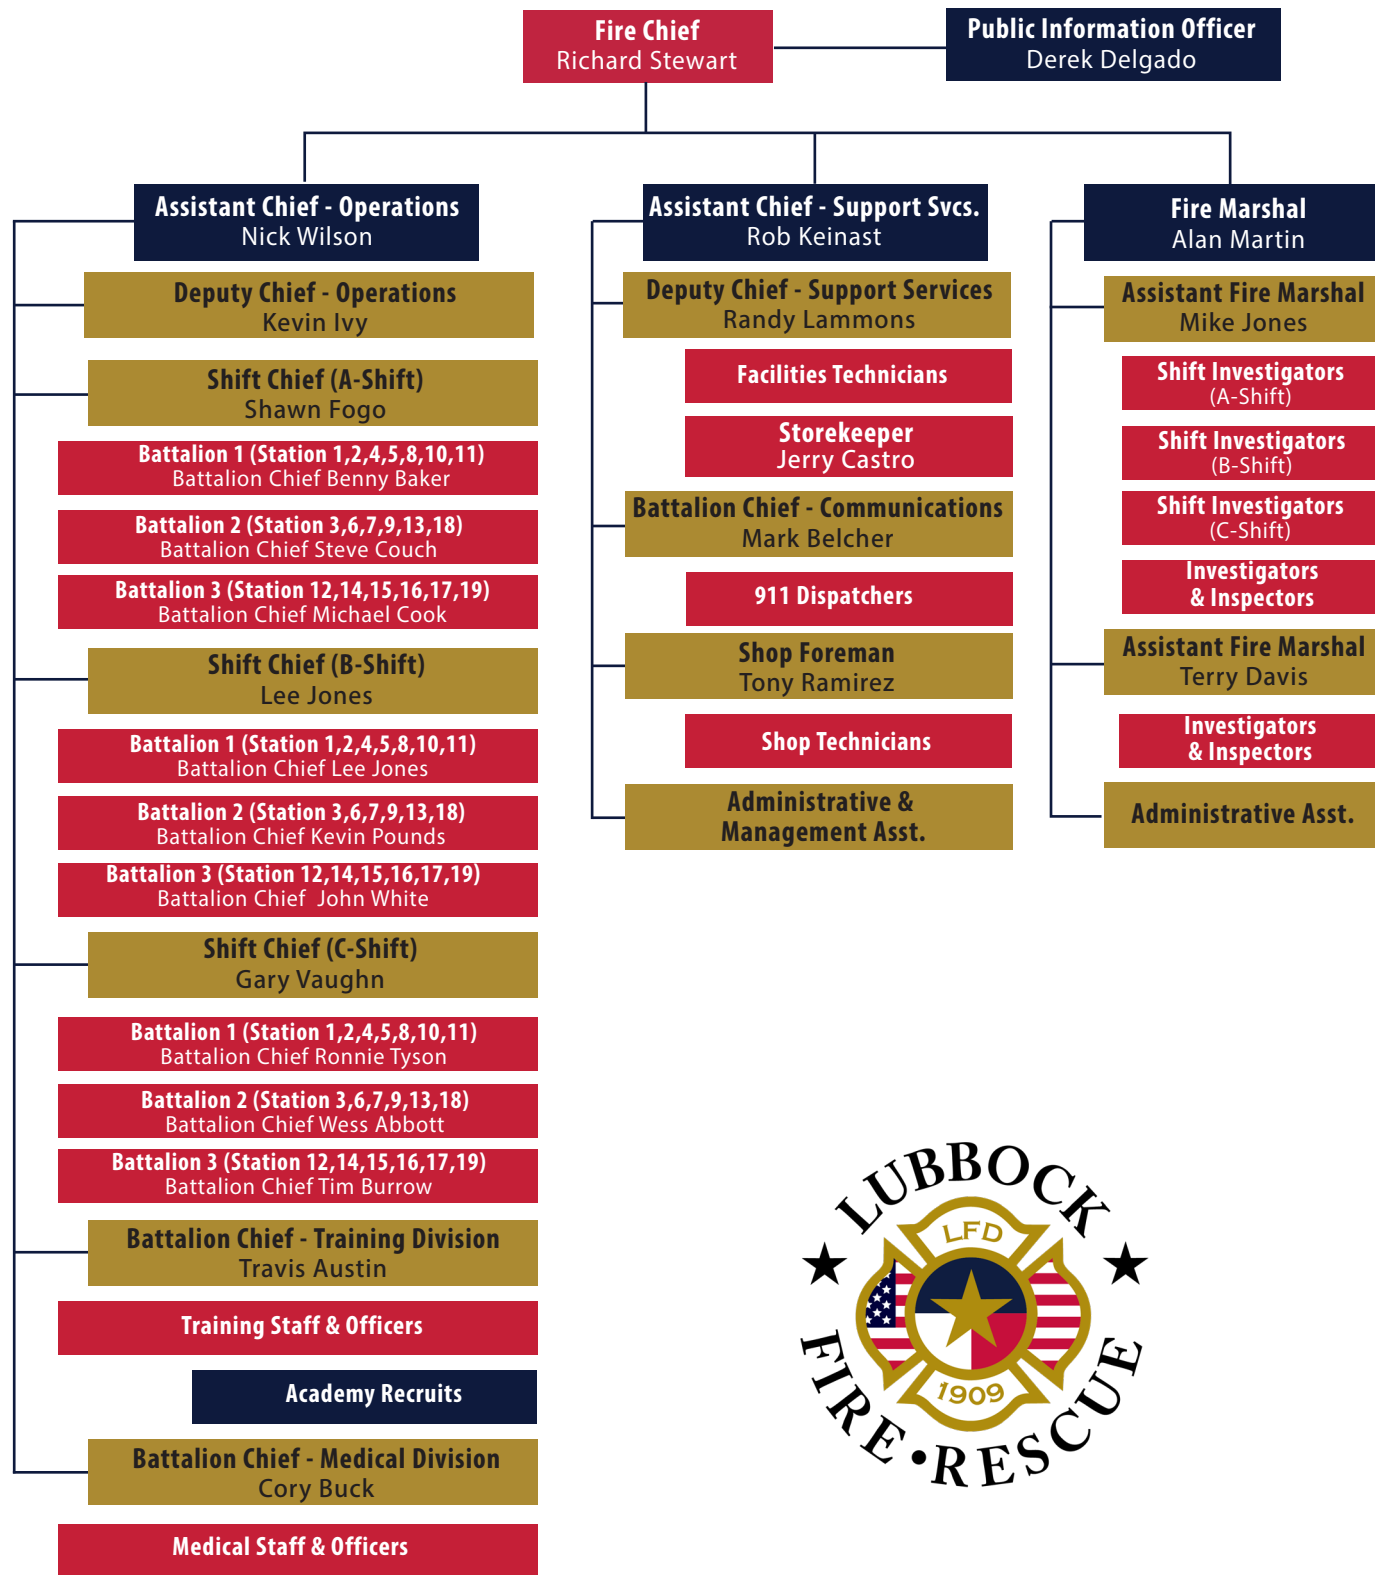 Fire Chief
Richard Stewart
Public Information Officer
Derek Delgado
Assistant Chief - Operations
Nick Wilson
Deputy Chief - Operations
Kevin Ivy
Shift Chief (A-Shift)
Shawn Fogo
Battalion 1 (Station 1,2,4,5,8,10,11)
Battalion Chief Benny Baker
Battalion 2 (Station 3,6,7,9,13,18)
Battalion Chief Steve Couch
Battalion 3 (Station 12,14,15,16,17,19)
Battalion Chief Michael Cook
Shift Chief (B-Shift)
Lee Jones
Battalion 1 (Station 1,2,4,5,8,10,11)
Battalion Chief Lee Jones
Battalion 2 (Station 3,6,7,9,13,18)
Battalion Chief Kevin Pounds
Battalion 3 (Station 12,14,15,16,17,19)
Battalion Chief John White
Shift Chief (C-Shift)
Gary Vaughn
Battalion 1 (Station 1,2,4,5,8,10,11)
Battalion Chief Ronnie Tyson
Battalion 2 (Station 3,6,7,9,13,18)
Battalion Chief Wess Abbott
Battalion 3 (Station 12,14,15,16,17,19)
Battalion Chief Tim Burrow
Battalion Chief - Training Division
Travis Austin
Training Staff & Officers
Academy Recruits
Battalion Chief - Medical Division
Cory Buck
Medical Staff & Officers
Assistant Chief - Support Svcs.
Rob Keinast
Deputy Chief - Support Services
Randy Lammons
Facilities Technicians
Storekeeper
Jerry Castro
Battalion Chief - Communications
Mark Belcher
911 Dispatchers
Shop Foreman
Tony Ramirez
Shop Technicians
Administrative &
Management Asst.
Fire Marshal
Alan Martin
Assistant Fire Marshal
Mike Jones
Shift Investigators
(A-Shift)
Shift Investigators
(B-Shift)
Shift Investigators
(C-Shift)
Investigators
& Inspectors
Assistant Fire Marshal
Terry Davis
Investigators
& Inspectors
Administrative Asst.
LUBBOCK
LFD
1909
FIRE • RESCUE